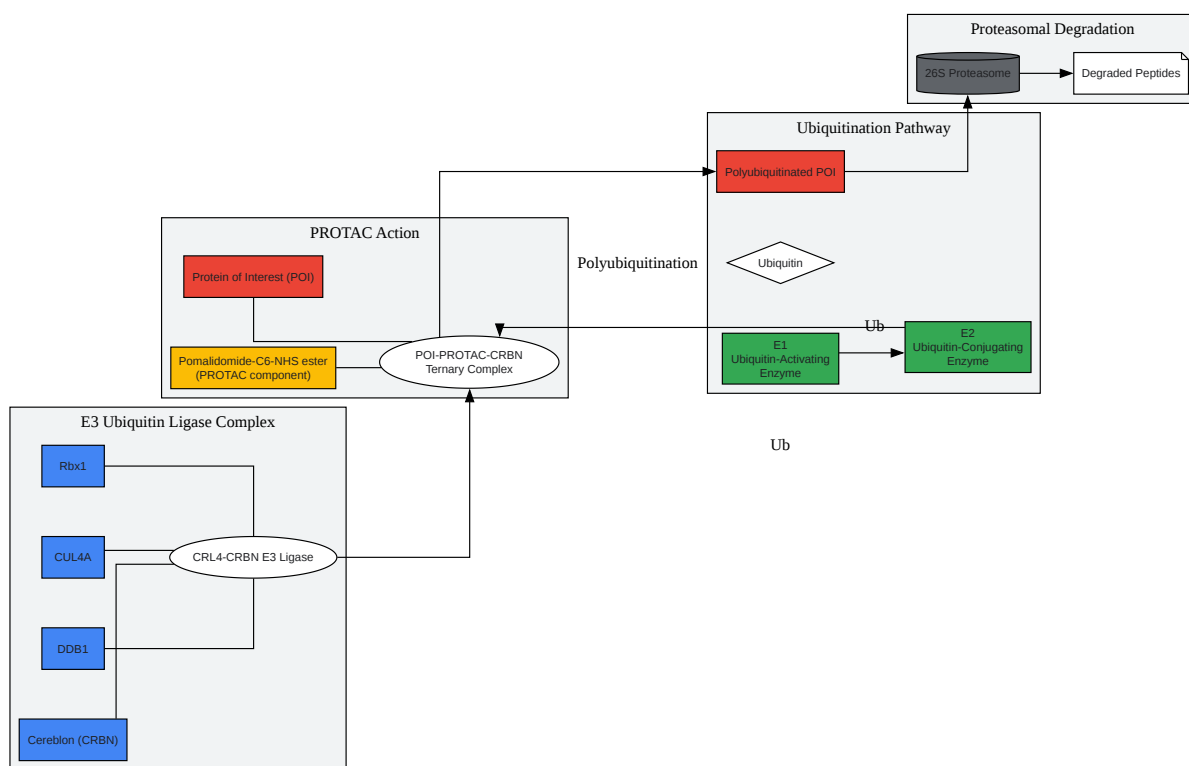 Proteasomal Degradation
26S Proteasome
Degraded Peptides
Ubiquitination Pathway
Polyubiquitinated POI
Ubiquitin
Ub
E1
Ubiquitin-Activating
Enzyme
E2
Ubiquitin-Conjugating
Enzyme
Ub
PROTAC Action
Polyubiquitination
Protein of Interest (POI)
Pomalidomide-C6-NHS ester
(PROTAC component)
POI-PROTAC-CRBN
Ternary Complex
E3 Ubiquitin Ligase Complex
Rbx1
CUL4A
CRL4-CRBN E3 Ligase
DDB1
Cereblon (CRBN)